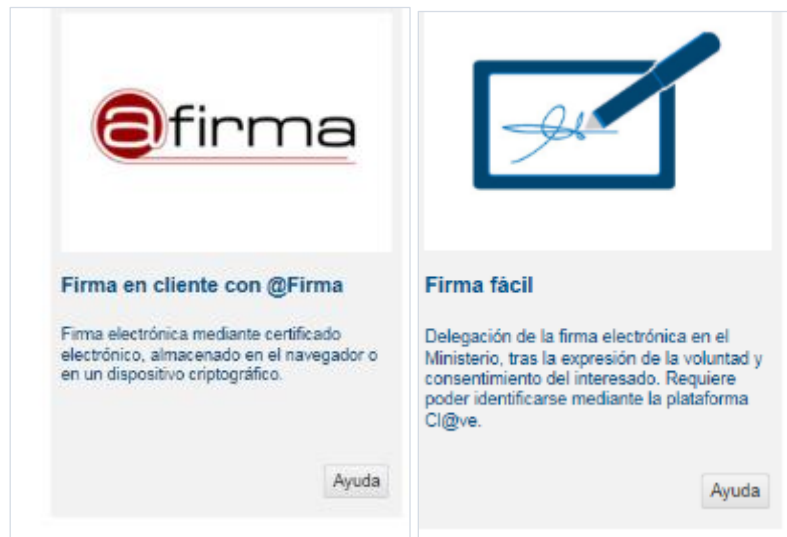 @firma
Firma en cliente con @Firma
Firma electrónica mediante certificado
electrónico, almacenado en el navegador o
en un dispositivo criptográfico.
Ayuda
Firma fácil
Delegación de la firma electrónica en el
Ministerio, tras la expresión de la voluntad y
consentimiento del interesado. Requiere
poder identificarse mediante la plataforma
Cl@ve.
Ayuda